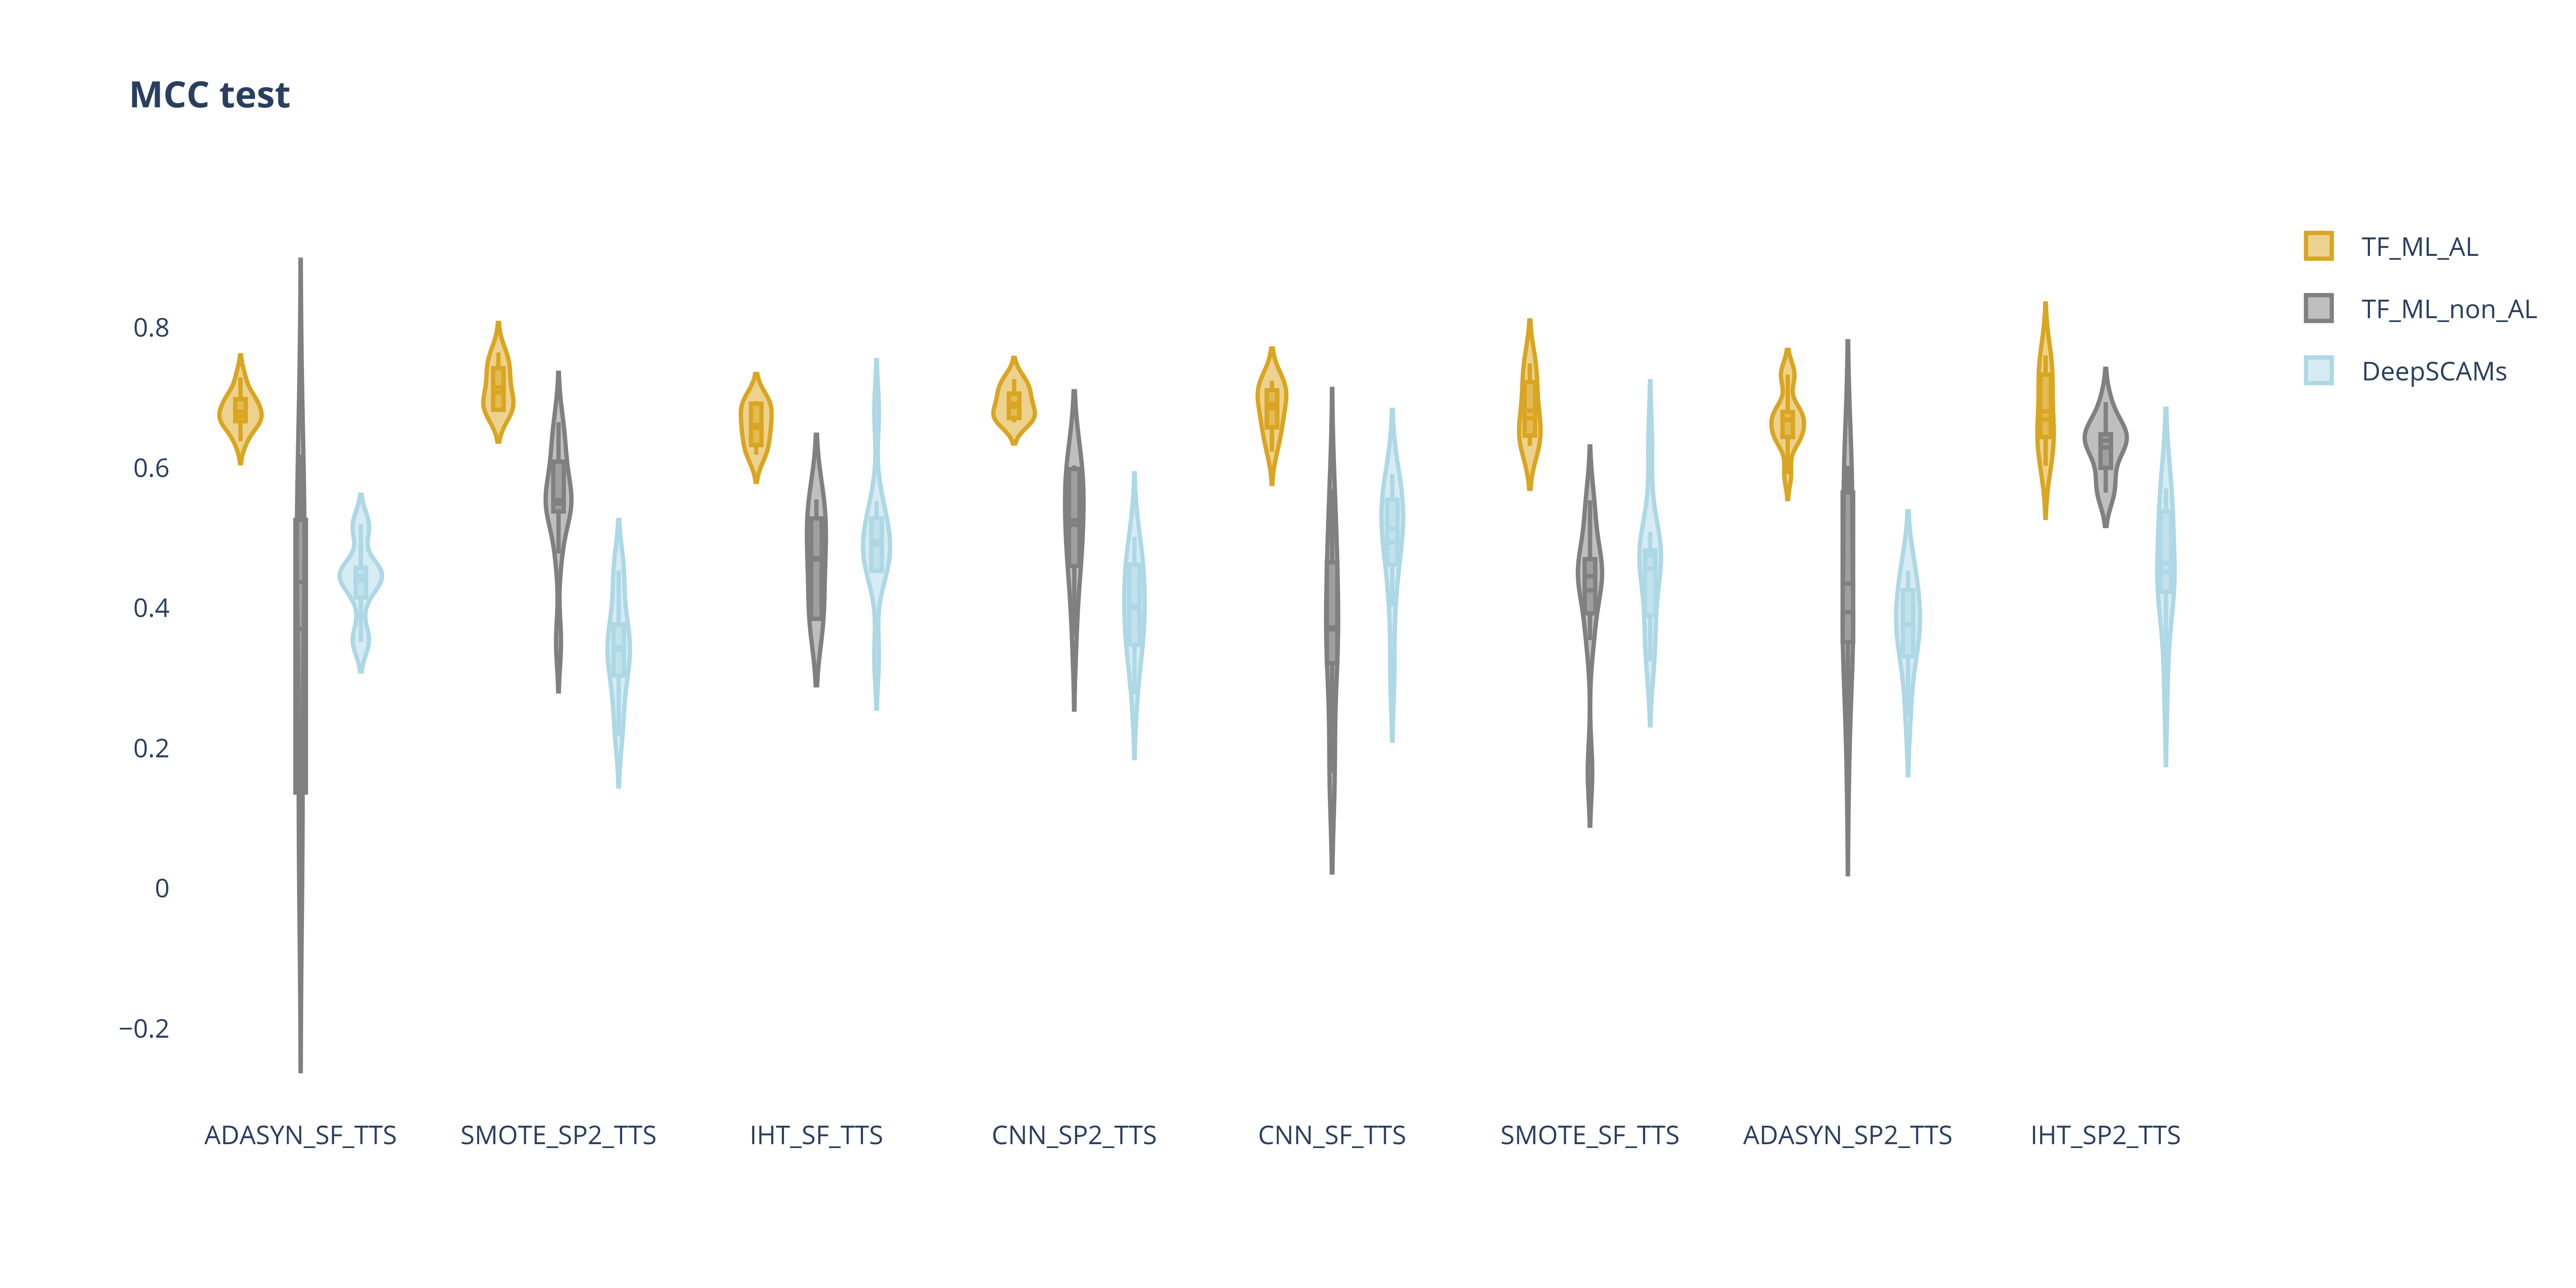 MCC test
TF_ML_AL
TF_ML_non_AL
DeepSCAMs
0.8
0.6
0.4
0.2
0
−0.2
ADASYN_SF_TTS
SMOTE_SP2_TTS
IHT_SF_TTS
CNN_SP2_TTS
CNN_SF_TTS
SMOTE_SF_TTS
ADASYN_SP2_TTS
IHT_SP2_TTS